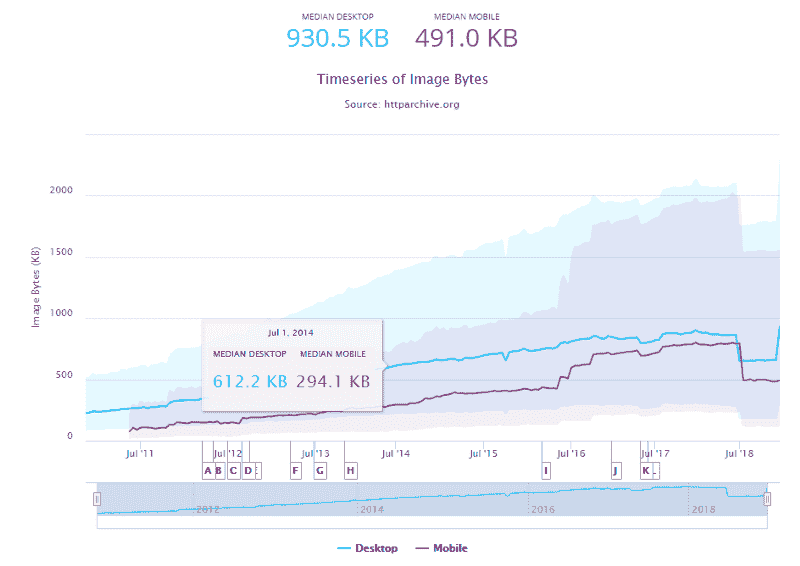 MEDIAN DESKTOP MEDIAN MOBILE
930.5 KB 491.0 KB
Timeseries of Image Bytes
Source: httparchive.org
Image Bytes (KB)
2000
1500
1000
500
0
Jul 1, 2014
MEDIAN DESKTOP MEDIAN MOBILE
612.2 KB 294.1 KB
Jul '11 Jul '12 Jul '13 Jul '14 Jul '15 Jul '16 Jul '17 Jul '18
A B C D F G H I J K
2012 2014 2016 2018
Desktop Mobile